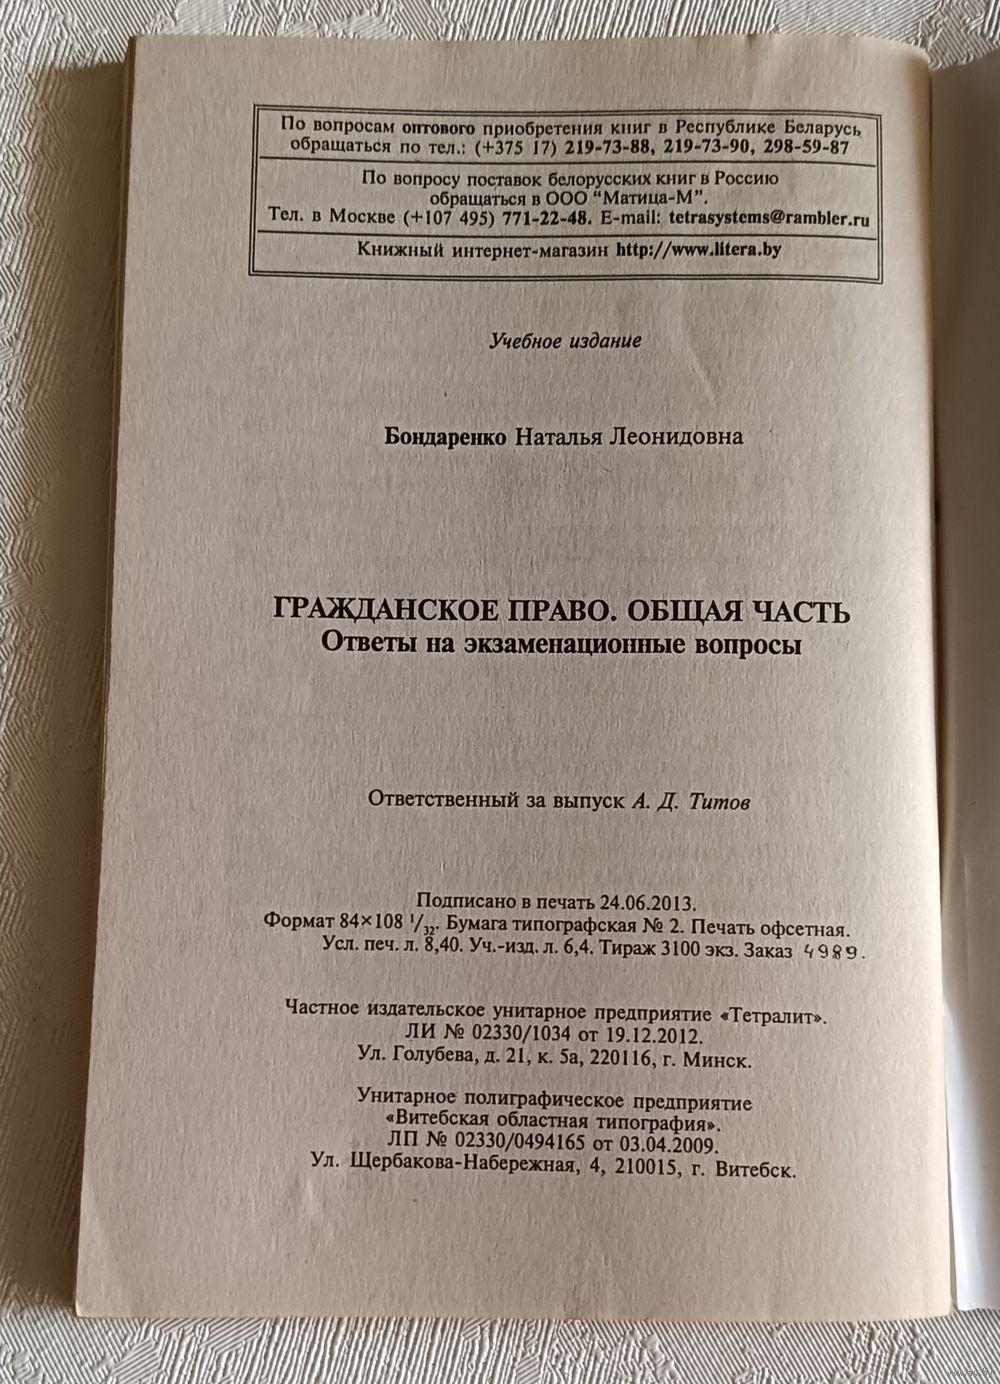 По вопросам оптового приобретения книг в Республике Беларусь
обращаться по тел.: (+375 17) 219-73-88, 219-73-90, 298-59-87
По вопросу поставок белорусских книг в Россию
обращаться в ООО “Матица-М”.
Тел. в Москве (+107 495) 771-22-48. E-mail: tetrasystems@rambler.ru
Книжный интернет-магазин http://www.litera.by
Учебное издание
Бондаренко Наталья Леонидовна
ГРАЖДАНСКОЕ ПРАВО. ОБЩАЯ ЧАСТЬ
Ответы на экзаменационные вопросы
Ответственный за выпуск А. Д. Титов
Подписано в печать 24.06.2013.
Формат 84×108 1/32. Бумага типографская № 2. Печать офсетная.
Усл. печ. л. 8,40. Уч.-изд. л. 6,4. Тираж 3100 экз. Заказ 4989.
Частное издательское унитарное предприятие «Тетралит».
ЛИ № 02330/1034 от 19.12.2012.
Ул. Голубева, д. 21, к. 5а, 220116, г. Минск.
Унитарное полиграфическое предприятие
«Витебская областная типография».
ЛП № 02330/0494165 от 03.04.2009.
Ул. Щербакова-Набережная, 4, 210015, г. Витебск.